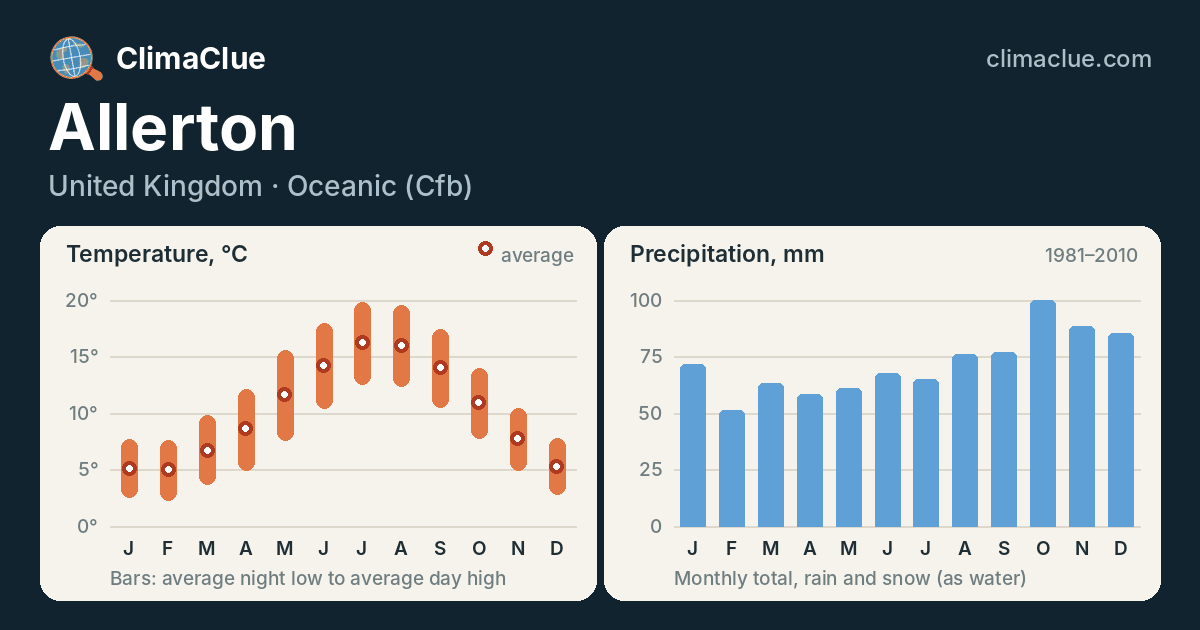 ClimaClue
climaclue.com
Allerton
United Kingdom · Oceanic (Cfb)
Temperature, °C
average
20°
15°
10°
5°
0°
J F M A M J J A S O N D
Bars: average night low to average day high
Precipitation, mm
1981–2010
100
75
50
25
0
J F M A M J J A S O N D
Monthly total, rain and snow (as water)